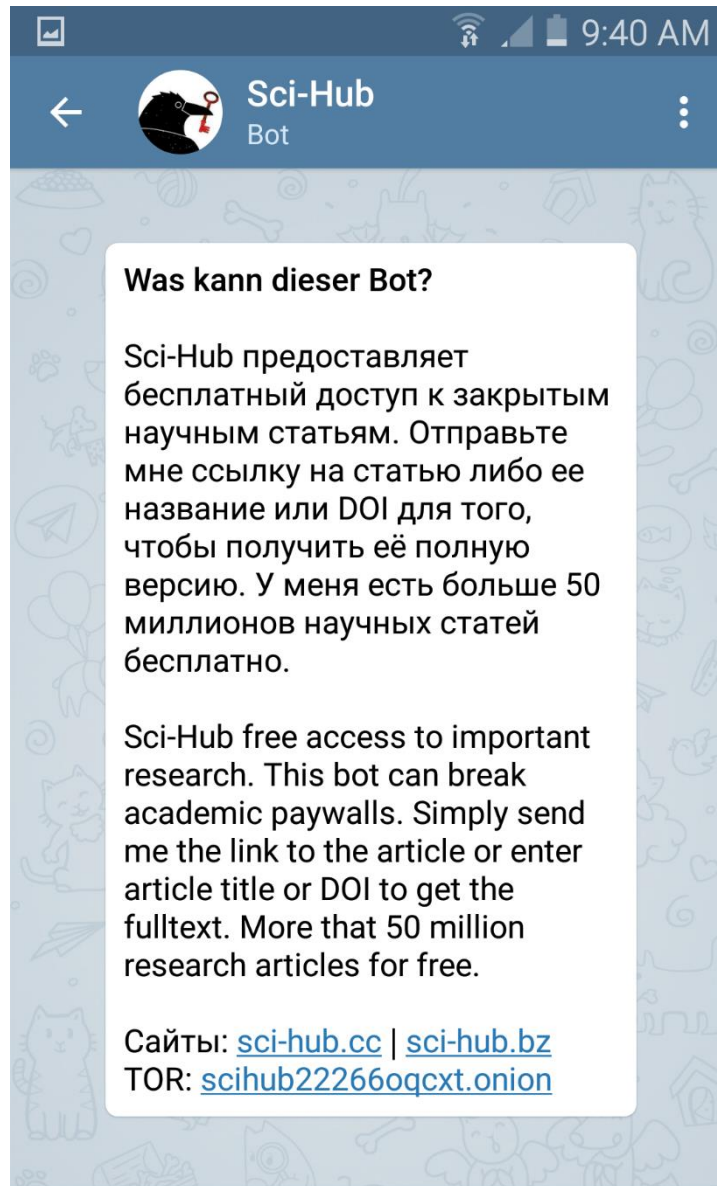 9:40 AM
Sci-Hub
Bot
Was kann dieser Bot?
Sci-Hub предоставляет
бесплатный доступ к закрытым
научным статьям. Отправьте
мне ссылку на статью либо ее
название или DOI для того,
чтобы получить её полную
версию. У меня есть больше 50
миллионов научных статей
бесплатно.
Sci-Hub free access to important
research. This bot can break
academic paywalls. Simply send
me the link to the article or enter
article title or DOI to get the
fulltext. More that 50 million
research articles for free.
Сайты: sci-hub.cc | sci-hub.bz
TOR: scihub22266oqcxt.onion